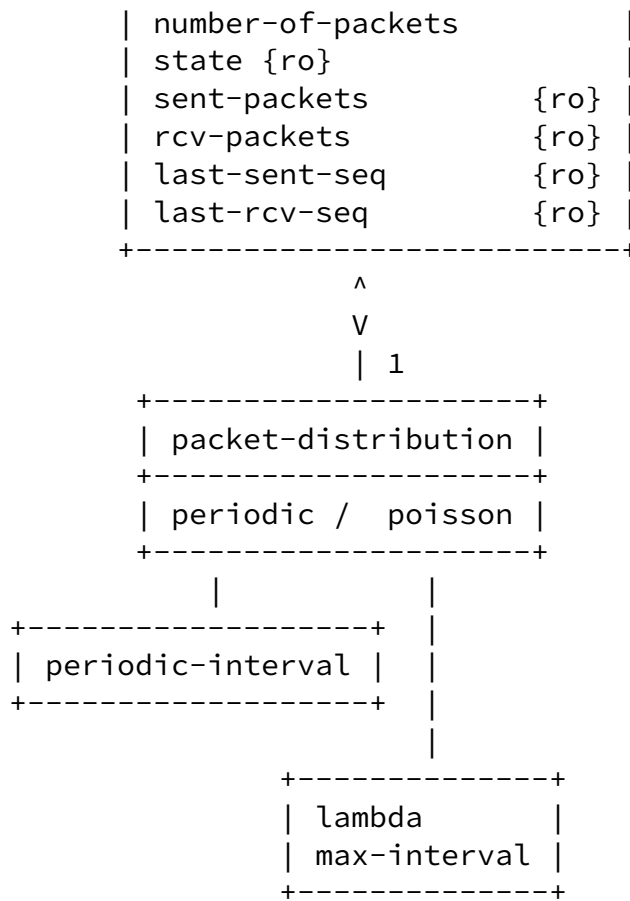 | number-of-packets         |
| state {ro}                |
| sent-packets         {ro} |
| rcv-packets          {ro} |
| last-sent-seq        {ro} |
| last-rcv-seq         {ro} |
+---------------------------+
^
V
| 1
+---------------------+
| packet-distribution |
+---------------------+
| periodic /  poisson |
+---------------------+
|           |
+-------------------+  |
| periodic-interval |  |
+-------------------+  |
|
+--------------+
| lambda       |
| max-interval |
+--------------+